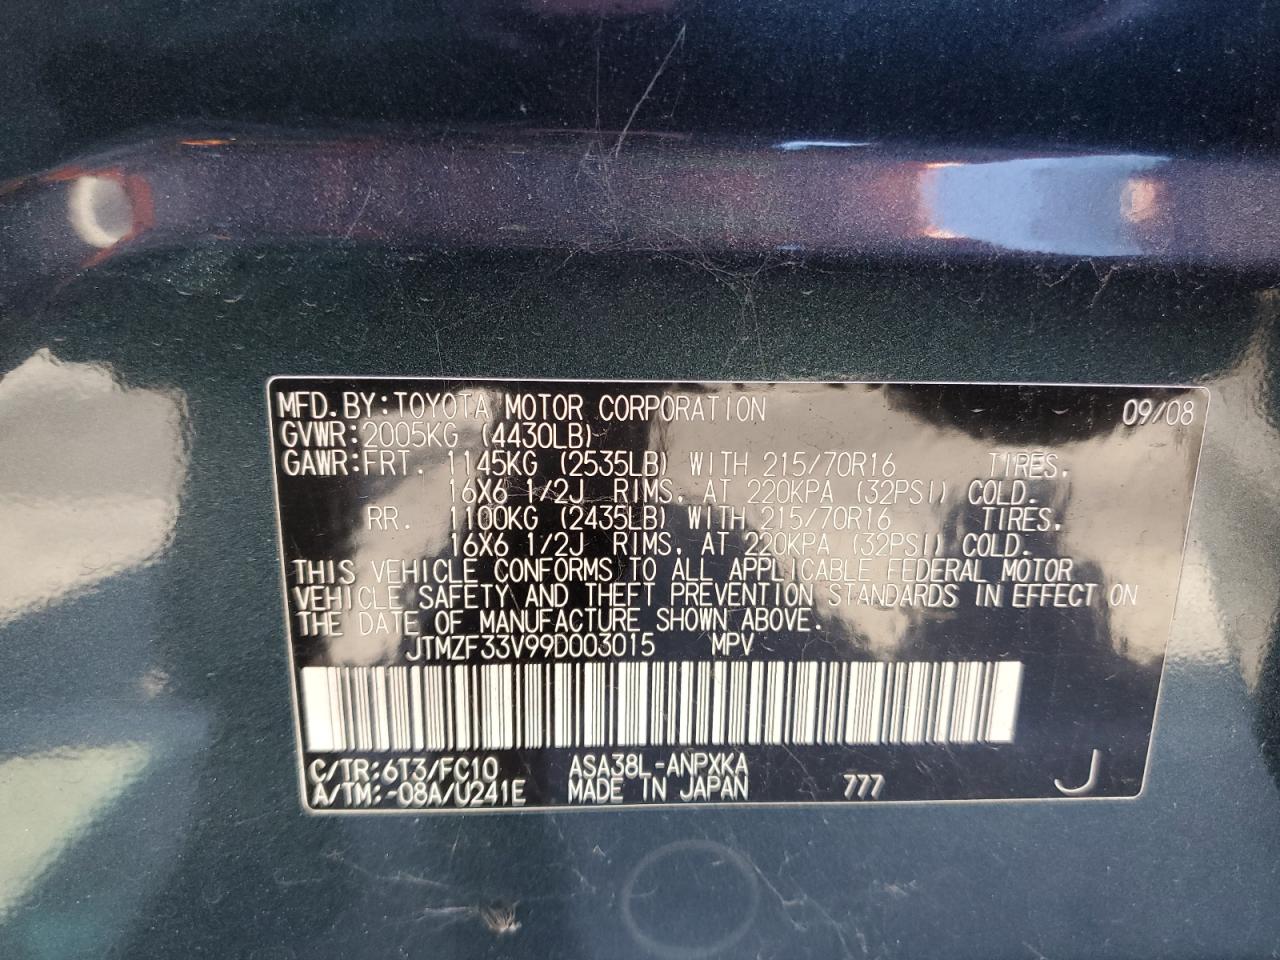 MFD.BY:TOYOTA MOTOR CORPORATION 09/08
GVWR:2005KG (4430LB)
GAWR:FRT. 1145KG (2535LB) WITH 215/70R16 TIRES,
16X6 1/2J RIMS, AT 220KPA (32PSI) COLD.
RR. 1100KG (2435LB) WITH 215/70R16 TIRES,
16X6 1/2J RIMS, AT 220KPA (32PSI) COLD.
THIS VEHICLE CONFORMS TO ALL APPLICABLE FEDERAL MOTOR
VEHICLE SAFETY AND THEFT PREVENTION STANDARDS IN EFFECT ON
THE DATE OF MANUFACTURE SHOWN ABOVE.
JTMZF33V99D003015 MPV
C/TR:6T3/FC10 ASA38L-ANPXKA
A/TM:-08A/U241E MADE IN JAPAN 777 J